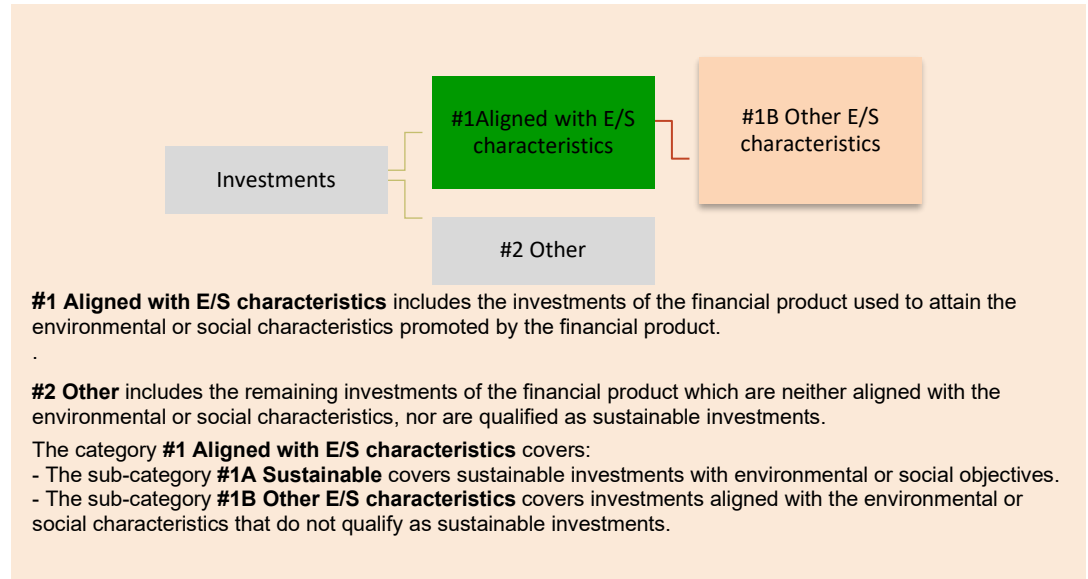 #1Aligned with E/S
characteristics
#1B Other E/S
characteristics
Investments
#2 Other
#1 Aligned with E/S characteristics includes the investments of the financial product used to attain the
environmental or social characteristics promoted by the financial product.
.
#2 Other includes the remaining investments of the financial product which are neither aligned with the
environmental or social characteristics, nor are qualified as sustainable investments.
The category #1 Aligned with E/S characteristics covers:
- The sub-category #1A Sustainable covers sustainable investments with environmental or social objectives.
- The sub-category #1B Other E/S characteristics covers investments aligned with the environmental or
social characteristics that do not qualify as sustainable investments.